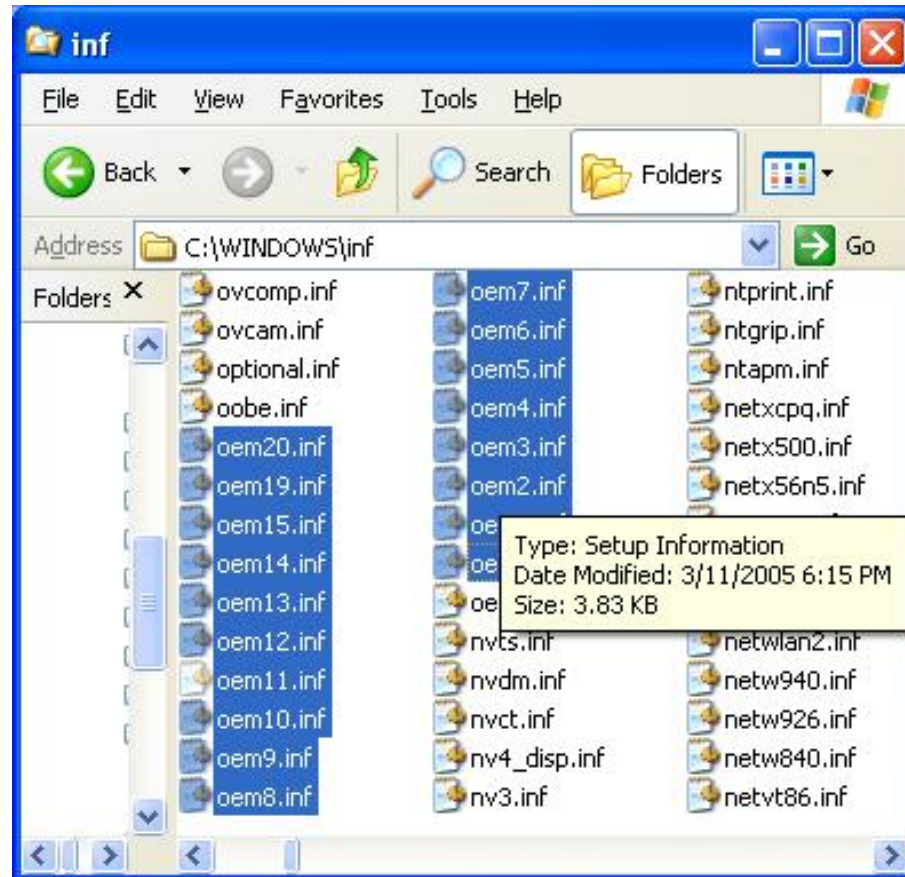 inf
File Edit View Favorites Tools Help
Back Search Folders
Address C:\WINDOWS\inf Go
Folders
ovcomp.inf
ovcam.inf
optional.inf
oobe.inf
oem20.inf
oem19.inf
oem15.inf
oem14.inf
oem13.inf
oem12.inf
oem11.inf
oem10.inf
oem9.inf
oem8.inf
oem7.inf
oem6.inf
oem5.inf
oem4.inf
oem3.inf
oem2.inf
nvts.inf
nvdm.inf
nvct.inf
nv4_disp.inf
nv3.inf
Type: Setup Information
Date Modified: 3/11/2005 6:15 PM
Size: 3.83 KB
ntprint.inf
ntgrip.inf
ntapm.inf
netxcpq.inf
netx500.inf
netx56n5.inf
netwlan2.inf
netw940.inf
netw926.inf
netw840.inf
netvt86.inf